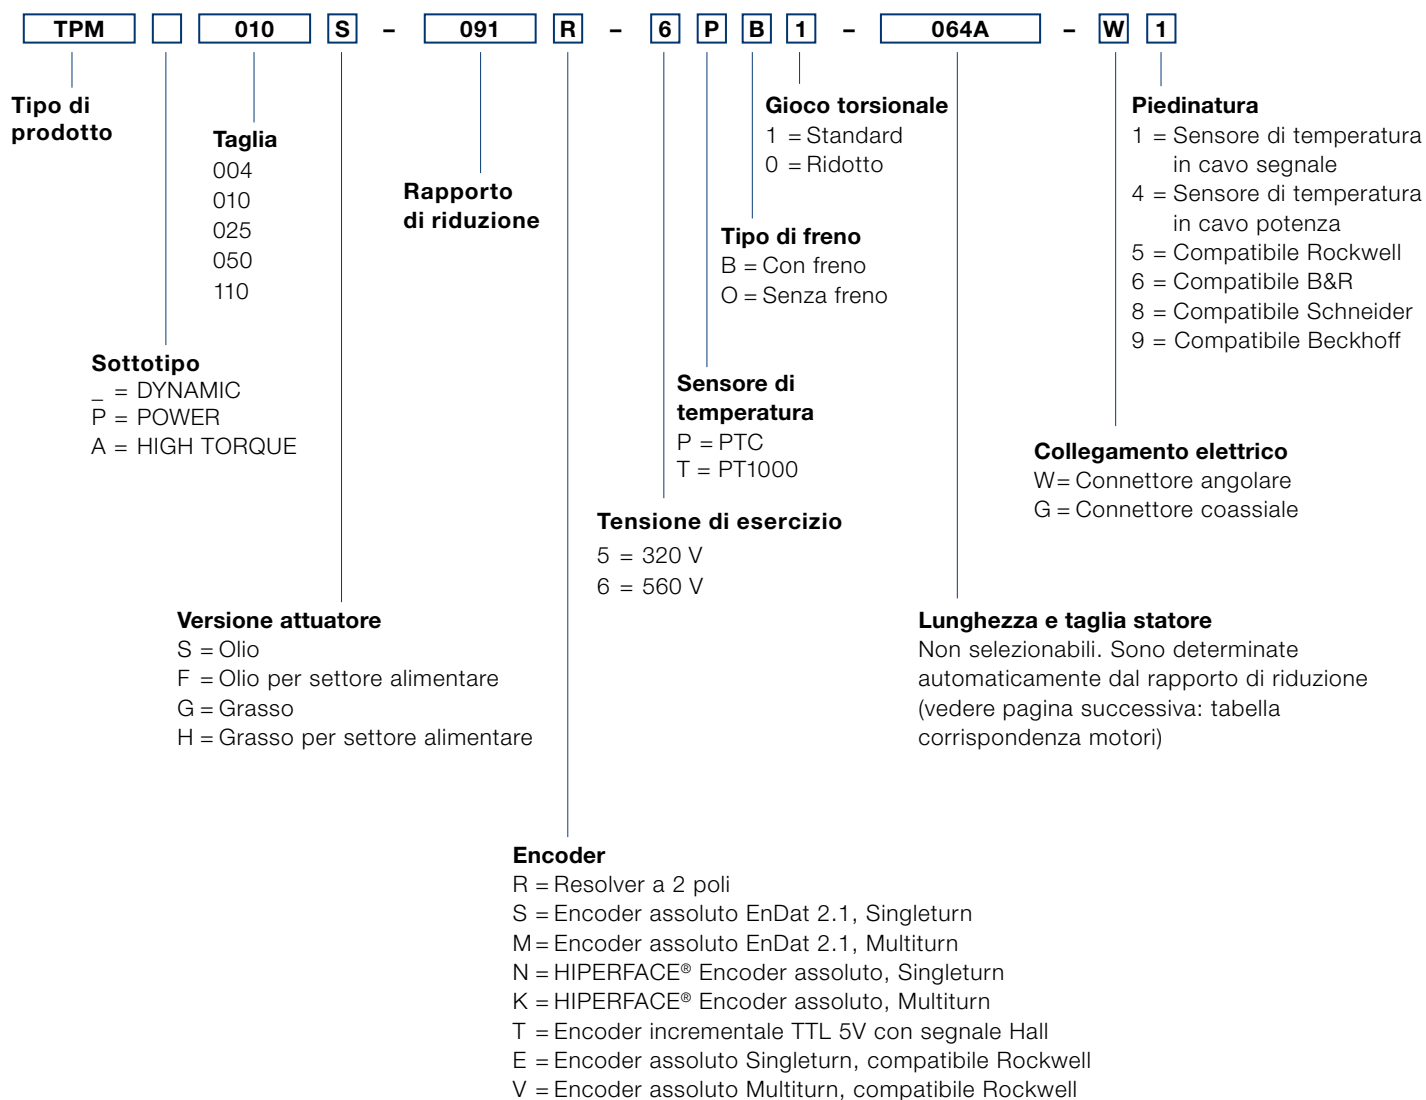 TPM 010 S – 091 R – 6 P B 1 – 064A – W 1
Tipo di
prodotto
Taglia
004
010
025
050
110
Rapporto
di riduzione
Gioco torsionale
1 = Standard
0 = Ridotto
Piedinatura
1 = Sensore di temperatura
in cavo segnale
4 = Sensore di temperatura
in cavo potenza
5 = Compatibile Rockwell
6 = Compatibile B&R
8 = Compatibile Schneider
9 = Compatibile Beckhoff
Tipo di freno
B = Con freno
O = Senza freno
Sottotipo
_ = DYNAMIC
P = POWER
A = HIGH TORQUE
Sensore di
temperatura
P = PTC
T = PT1000
Collegamento elettrico
W = Connettore angolare
G = Connettore coassiale
Tensione di esercizio
5 = 320 V
6 = 560 V
Versione attuatore
S = Olio
F = Olio per settore alimentare
G = Grasso
H = Grasso per settore alimentare
Lunghezza e taglia statore
Non selezionabili. Sono determinate
automaticamente dal rapporto di riduzione
(vedere pagina successiva: tabella
corrispondenza motori)
Encoder
R = Resolver a 2 poli
S = Encoder assoluto EnDat 2.1, Singleturn
M = Encoder assoluto EnDat 2.1, Multiturn
N = HIPERFACE® Encoder assoluto, Singleturn
K = HIPERFACE® Encoder assoluto, Multiturn
T = Encoder incrementale TTL 5V con segnale Hall
E = Encoder assoluto Singleturn, compatibile Rockwell
V = Encoder assoluto Multiturn, compatibile Rockwell